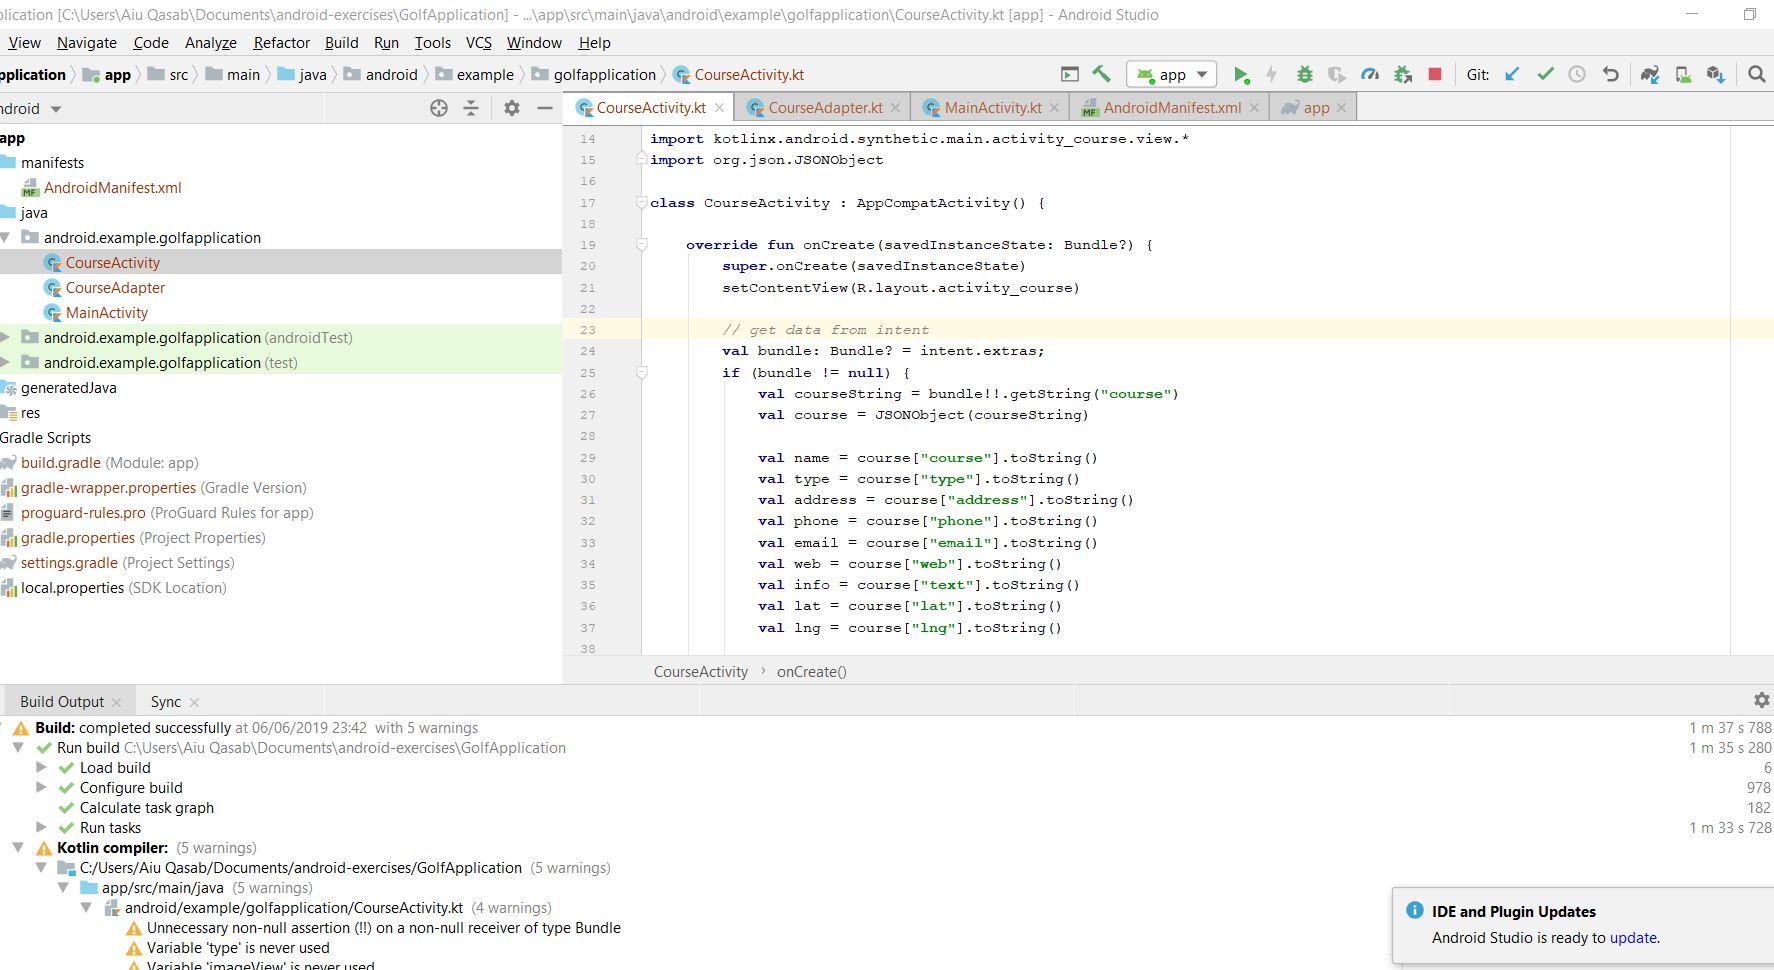 plication [C:\Users\Aiu Qasab\Documents\android-exercises\GolfApplication] - ...\app\src\main\java\android\example\golfapplication\CourseActivity.kt [app] - Android Studio
View Navigate Code Analyze Refactor Build Run Tools VCS Window Help
pplication app src main java android example golfapplication CourseActivity.kt app Git:
ndroid
CourseActivity.kt CourseAdapter.kt MainActivity.kt AndroidManifest.xml app
app
manifests
AndroidManifest.xml
java
android.example.golfapplication
CourseActivity
CourseAdapter
MainActivity
android.example.golfapplication (androidTest)
android.example.golfapplication (test)
generatedJava
res
Gradle Scripts
build.gradle (Module: app)
gradle-wrapper.properties (Gradle Version)
proguard-rules.pro (ProGuard Rules for app)
gradle.properties (Project Properties)
settings.gradle (Project Settings)
local.properties (SDK Location)
14 import kotlinx.android.synthetic.main.activity_course.view.*
15 import org.json.JSONObject
16
17 class CourseActivity : AppCompatActivity() {
18
19 override fun onCreate(savedInstanceState: Bundle?) {
20 super.onCreate(savedInstanceState)
21 setContentView(R.layout.activity_course)
22
23 // get data from intent
24 val bundle: Bundle? = intent.extras;
25 if (bundle != null) {
26 val courseString = bundle!!.getString("course")
27 val course = JSONObject(courseString)
28
29 val name = course["course"].toString()
30 val type = course["type"].toString()
31 val address = course["address"].toString()
32 val phone = course["phone"].toString()
33 val email = course["email"].toString()
34 val web = course["web"].toString()
35 val info = course["text"].toString()
36 val lat = course["lat"].toString()
37 val lng = course["lng"].toString()
38
CourseActivity › onCreate()
Build Output Sync
Build: completed successfully at 06/06/2019 23:42 with 5 warnings 1 m 37 s 788
Run build C:\Users\Aiu Qasab\Documents\android-exercises\GolfApplication 1 m 35 s 280
Load build 6
Configure build 978
Calculate task graph 182
Run tasks 1 m 33 s 728
Kotlin compiler: (5 warnings)
C:/Users/Aiu Qasab/Documents/android-exercises/GolfApplication (5 warnings)
app/src/main/java (5 warnings)
android/example/golfapplication/CourseActivity.kt (4 warnings)
Unnecessary non-null assertion (!!) on a non-null receiver of type Bundle
Variable 'type' is never used
Variable 'imageView' is never used
IDE and Plugin Updates
Android Studio is ready to update.